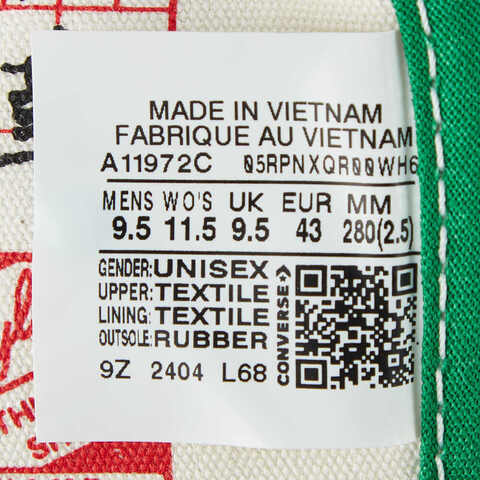 MADE IN VIETNAM
FABRIQUE AU VIETNAM
A11972C 05RPNXQR00WH6
MENS WO'S UK EUR MM
9.5 11.5 9.5 43 280(2.5)
GENDER: UNISEX
UPPER: TEXTILE
LINING: TEXTILE
OUTSOLE: RUBBER
CONVERSE
9Z 2404 L68